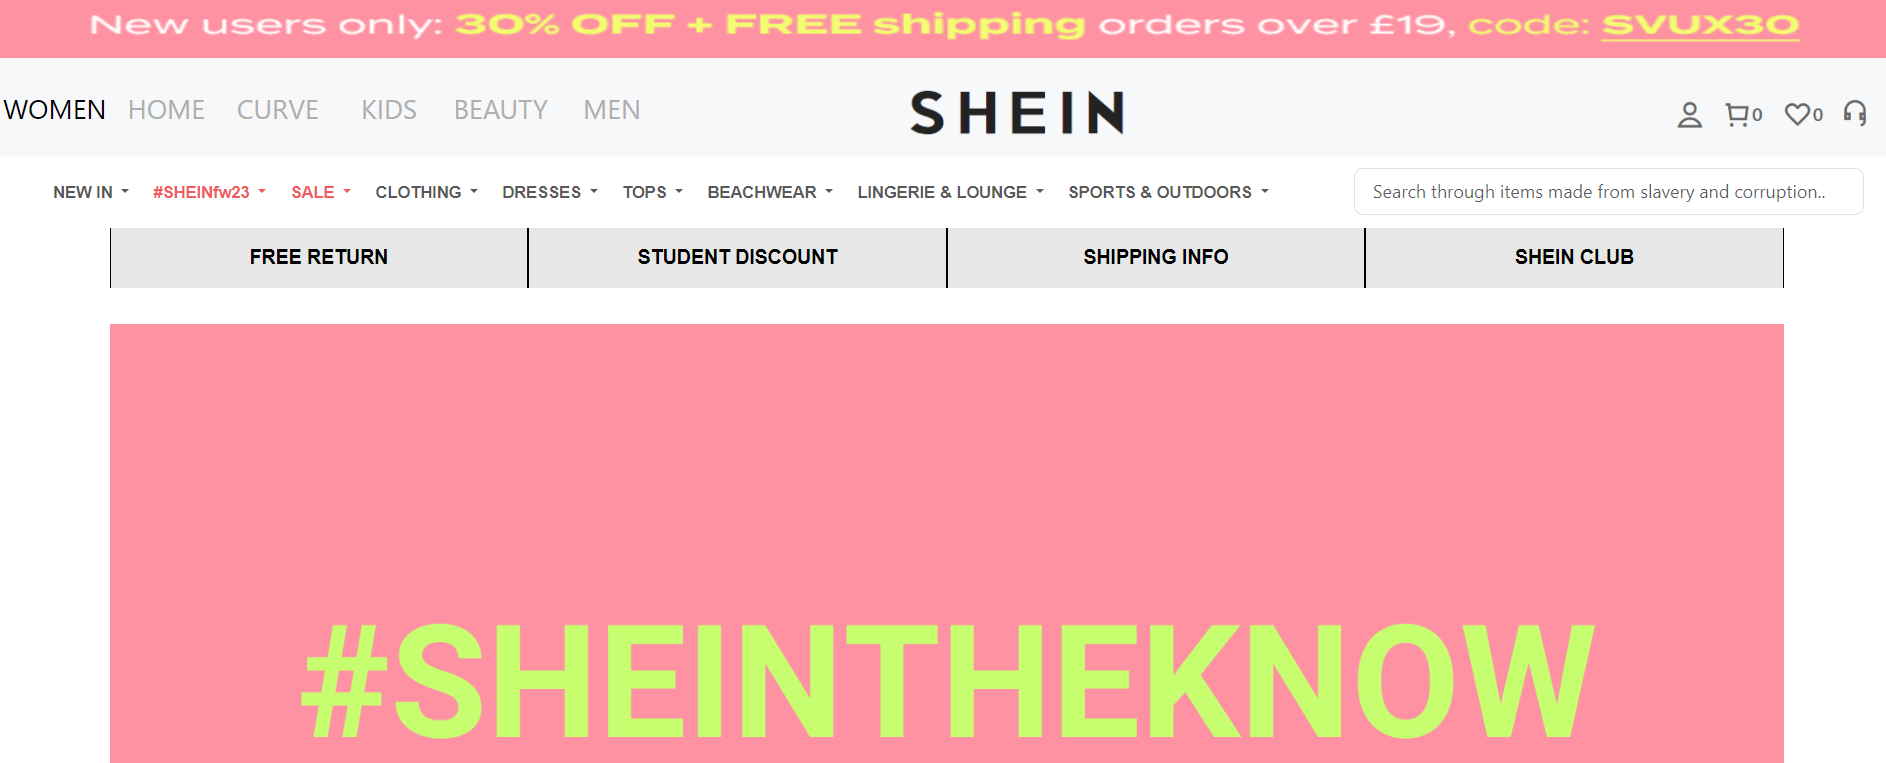 New users only: 30% OFF + FREE shipping orders over £19, code: SVUX30
WOMEN HOME CURVE KIDS BEAUTY MEN SHEIN 0 0
NEW IN #SHEINfw23 SALE CLOTHING DRESSES TOPS BEACHWEAR LINGERIE & LOUNGE SPORTS & OUTDOORS Search through items made from slavery and corruption..
FREE RETURN STUDENT DISCOUNT SHIPPING INFO SHEIN CLUB
#SHEINTHEKNOW